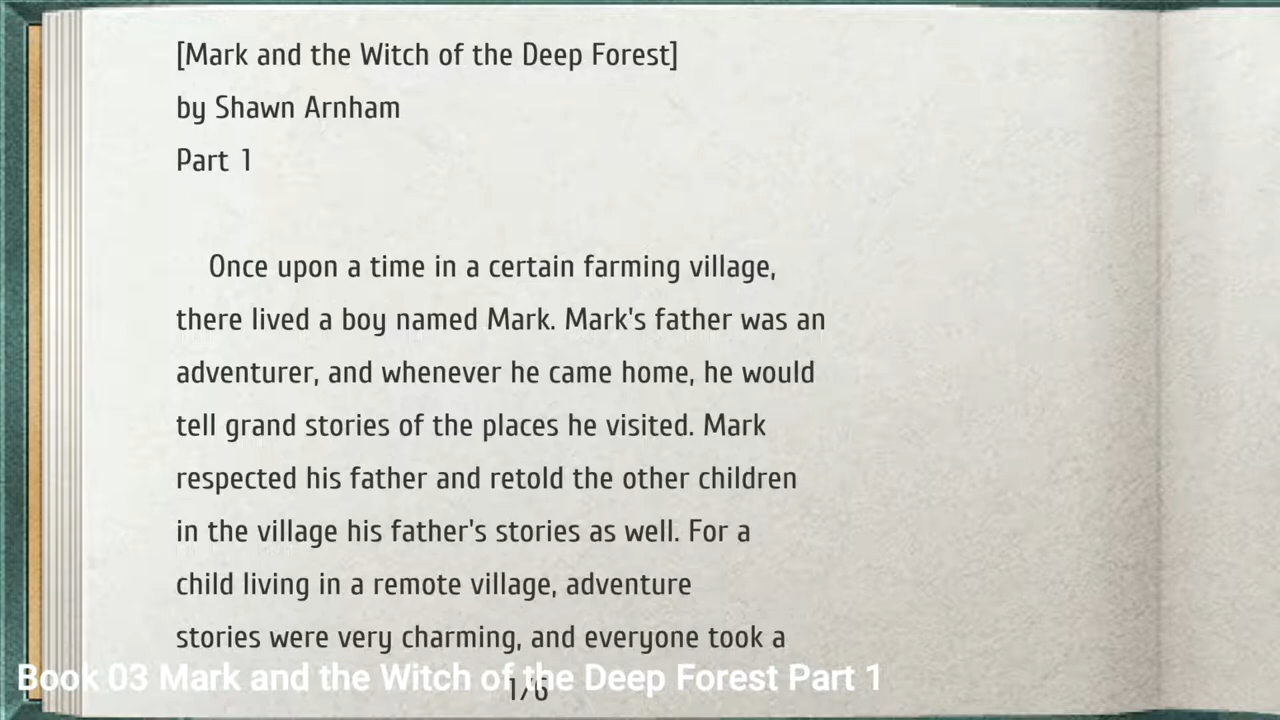 [Mark and the Witch of the Deep Forest]
by Shawn Arnham
Part 1
Once upon a time in a certain farming village,
there lived a boy named Mark. Mark's father was an
adventurer, and whenever he came home, he would
tell grand stories of the places he visited. Mark
respected his father and retold the other children
in the village his father's stories as well. For a
child living in a remote village, adventure
stories were very charming, and everyone took a
Book 03 Mark and the Witch of the Deep Forest Part 1
1/6